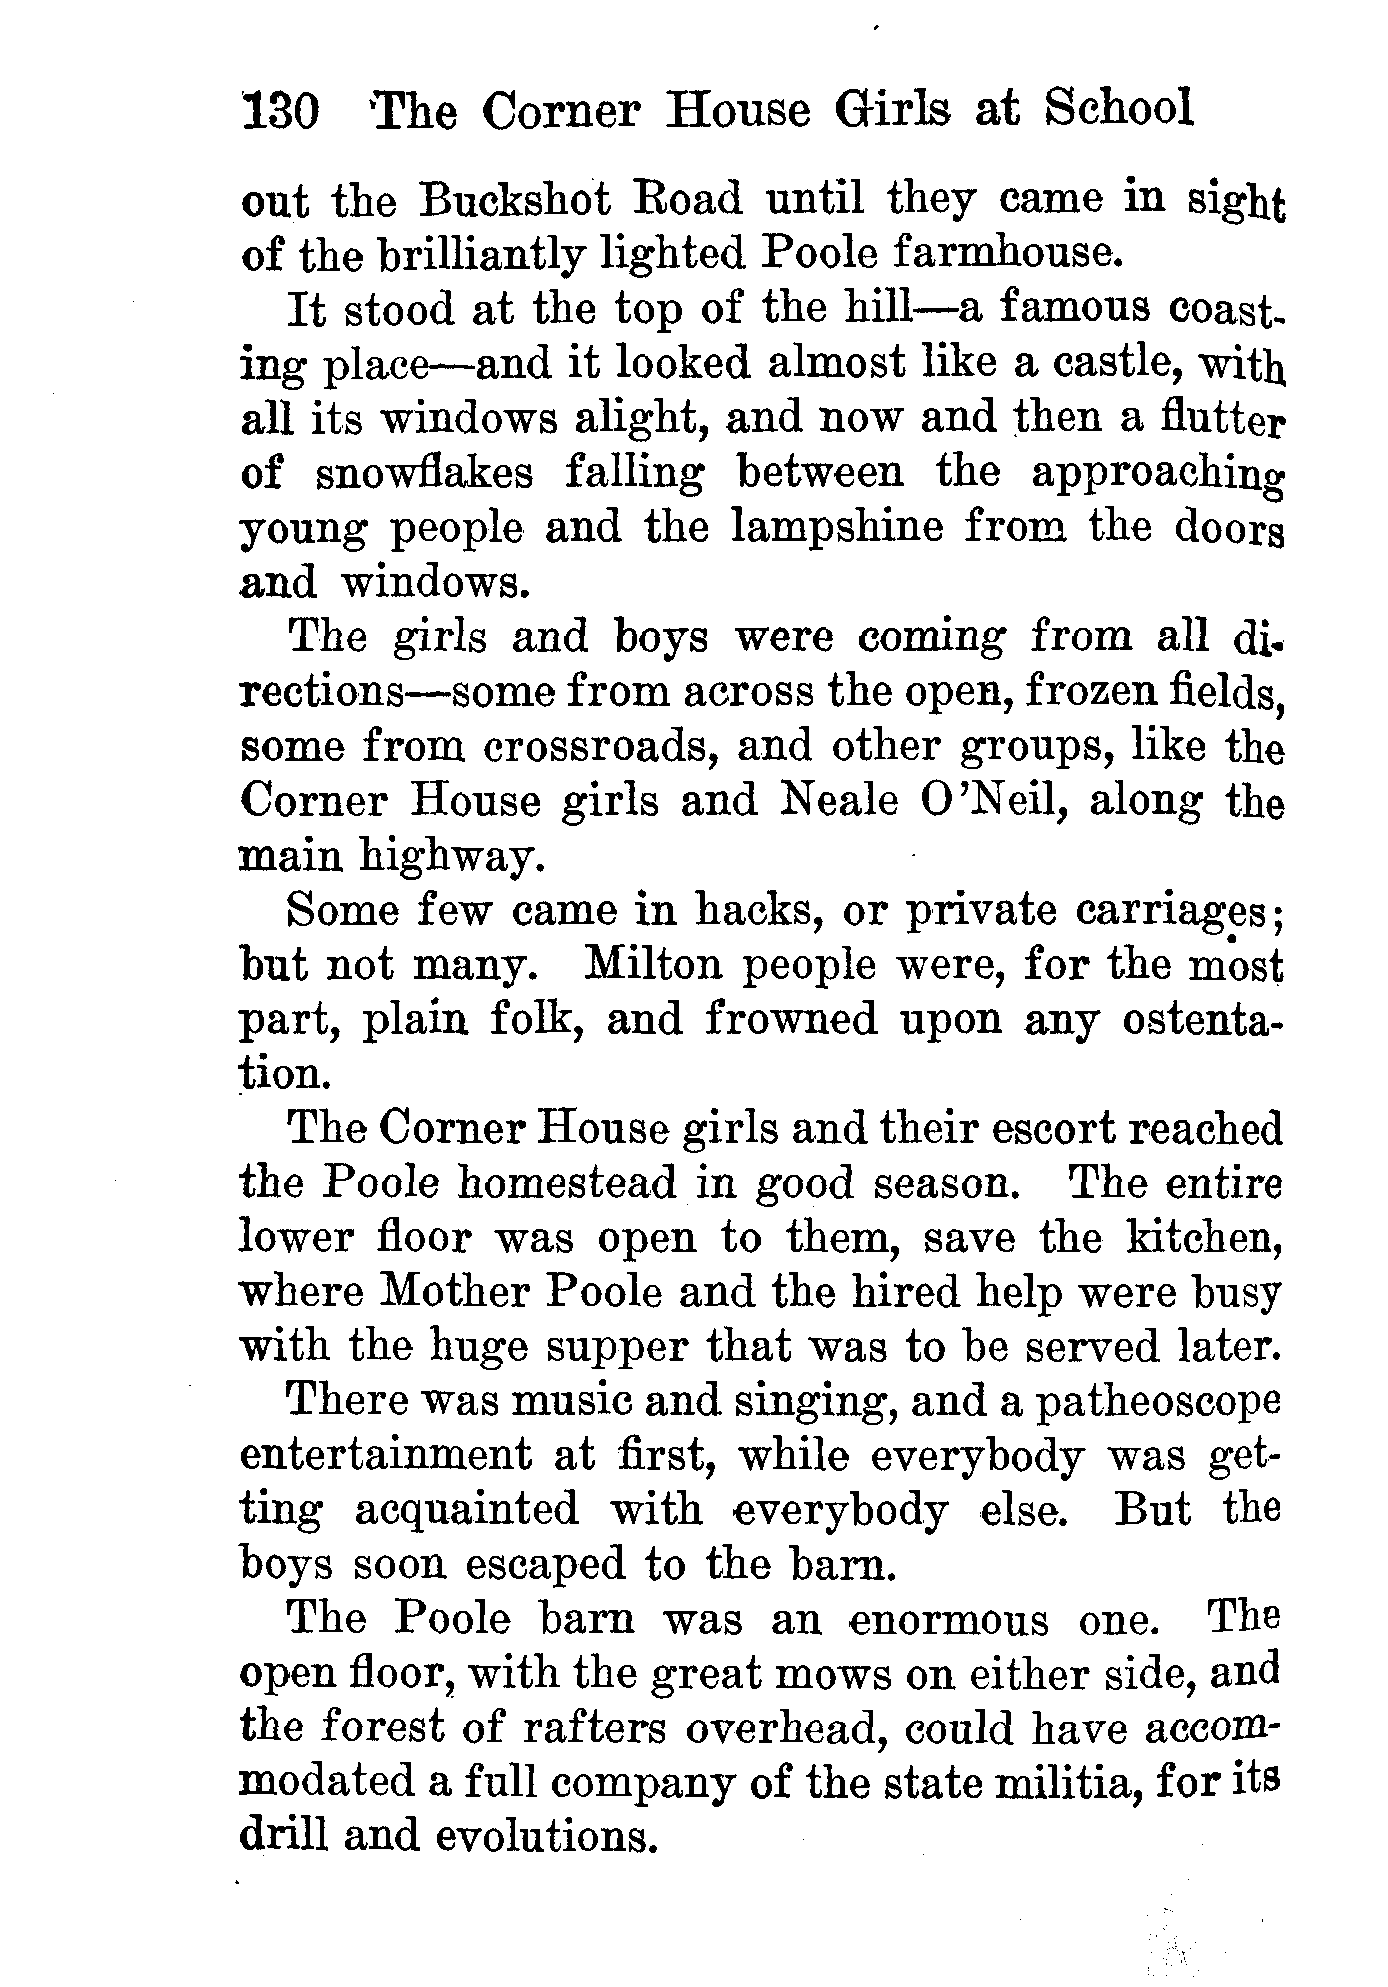 130 The Corner House Girls at School
out the Buckshot Road until they came in sight
of the brilliantly lighted Poole farmhouse.
It stood at the top of the hill—a famous coast-
ing place—and it looked almost like a castle, with
all its windows alight, and now and then a flutter
of snowflakes falling between the approaching
young people and the lampshine from the doors
and windows.
The girls and boys were coming from all di-
rections—some from across the open, frozen fields,
some from crossroads, and other groups, like the
Corner House girls and Neale O'Neil, along the
main highway.
Some few came in hacks, or private carriages;
but not many. Milton people were, for the most
part, plain folk, and frowned upon any ostenta-
tion.
The Corner House girls and their escort reached
the Poole homestead in good season. The entire
lower floor was open to them, save the kitchen,
where Mother Poole and the hired help were busy
with the huge supper that was to be served later.
There was music and singing, and a patheoscope
entertainment at first, while everybody was get-
ting acquainted with everybody else. But the
boys soon escaped to the barn.
The Poole barn was an enormous one. The
open floor, with the great mows on either side, and
the forest of rafters overhead, could have accom-
modated a full company of the state militia, for its
drill and evolutions.